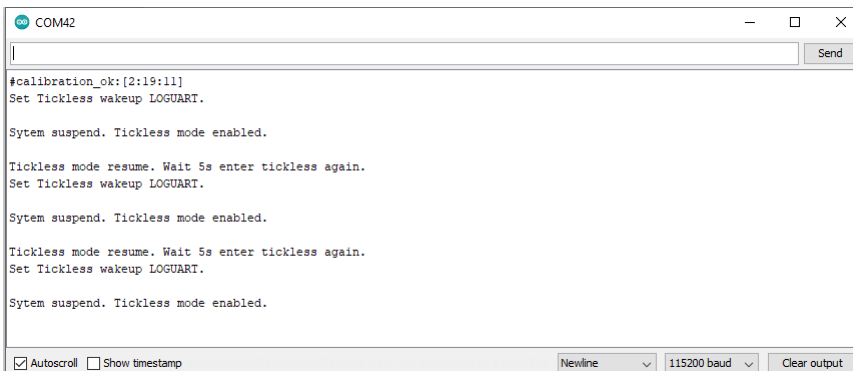 COM42
Send
#calibration_ok:[2:19:11]
Set Tickless wakeup LOGUART.
Sytem suspend. Tickless mode enabled.
Tickless mode resume. Wait 5s enter tickless again.
Set Tickless wakeup LOGUART.
Sytem suspend. Tickless mode enabled.
Tickless mode resume. Wait 5s enter tickless again.
Set Tickless wakeup LOGUART.
Sytem suspend. Tickless mode enabled.
Autoscroll Show timestamp Newline 115200 baud Clear output